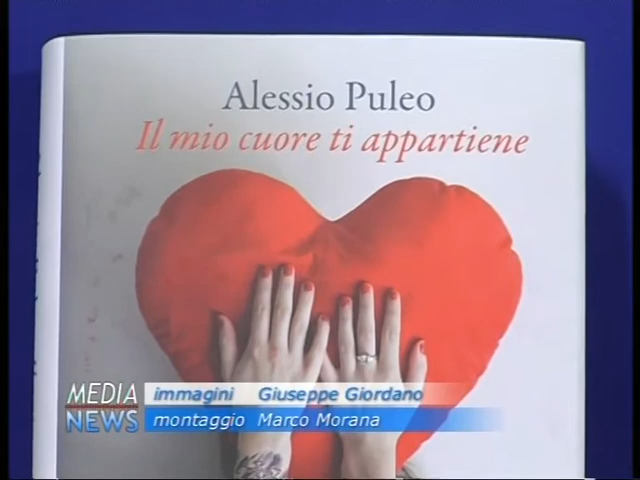 Alessio Puleo
Il mio cuore ti appartiene
MEDIA
NEWS
immagini Giuseppe Giordano
montaggio Marco Morana